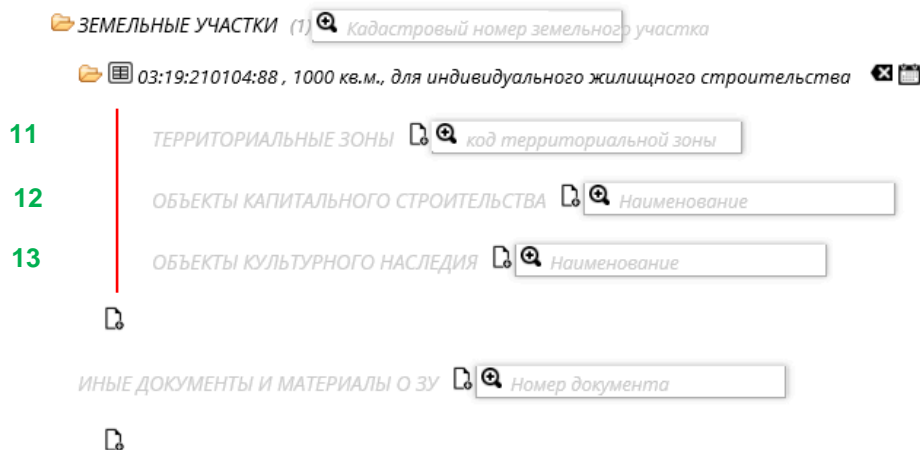 ЗЕМЕЛЬНЫЕ УЧАСТКИ (1) Кадастровый номер земельного участка
03:19:210104:88 , 1000 кв.м., для индивидуального жилищного строительства
11 ТЕРРИТОРИАЛЬНЫЕ ЗОНЫ код территориальной зоны
12 ОБЪЕКТЫ КАПИТАЛЬНОГО СТРОИТЕЛЬСТВА Наименование
13 ОБЪЕКТЫ КУЛЬТУРНОГО НАСЛЕДИЯ Наименование
ИНЫЕ ДОКУМЕНТЫ И МАТЕРИАЛЫ О ЗУ Номер документа